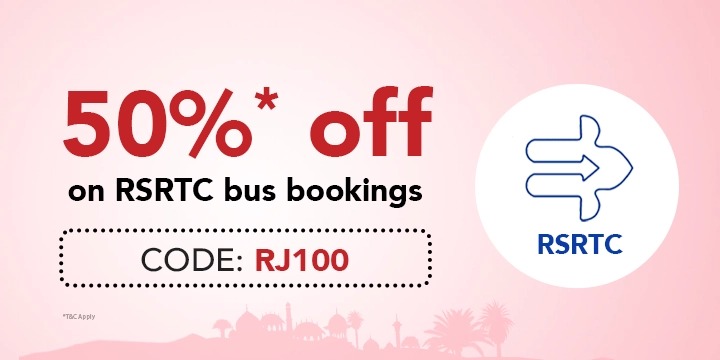 50%* off
on RSRTC bus bookings
CODE: RJ100
*T&C Apply
RSRTC